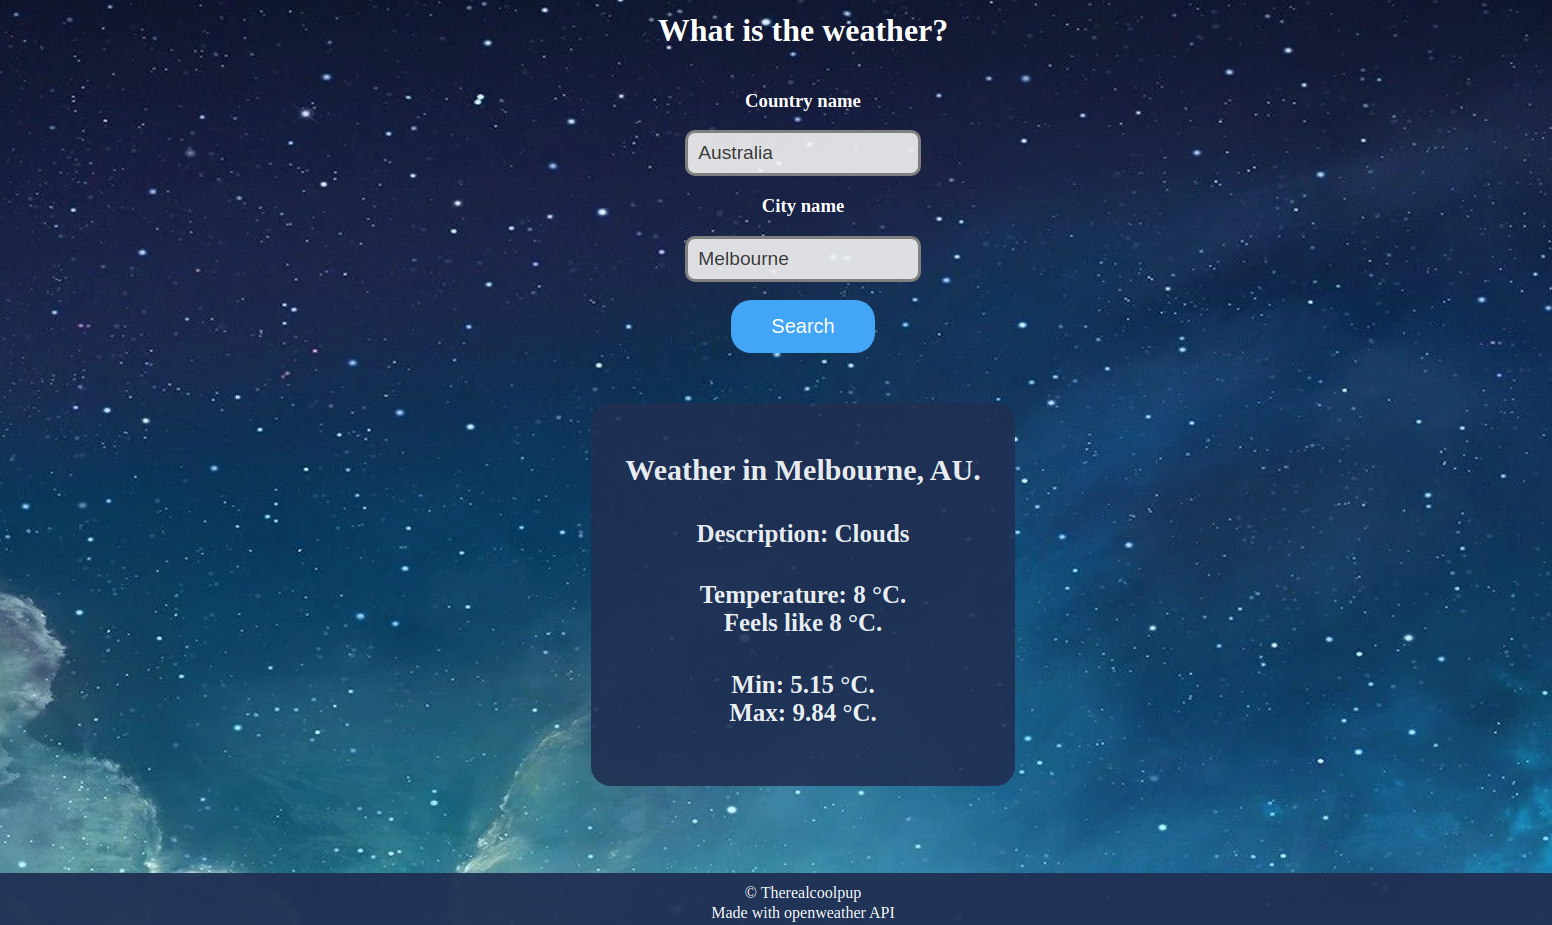 What is the weather?
Country name
Australia
City name
Melbourne
Search
Weather in Melbourne, AU.
Description: Clouds
Temperature: 8 °C.
Feels like 8 °C.
Min: 5.15 °C.
Max: 9.84 °C.
© Therealcoolpup
Made with openweather API